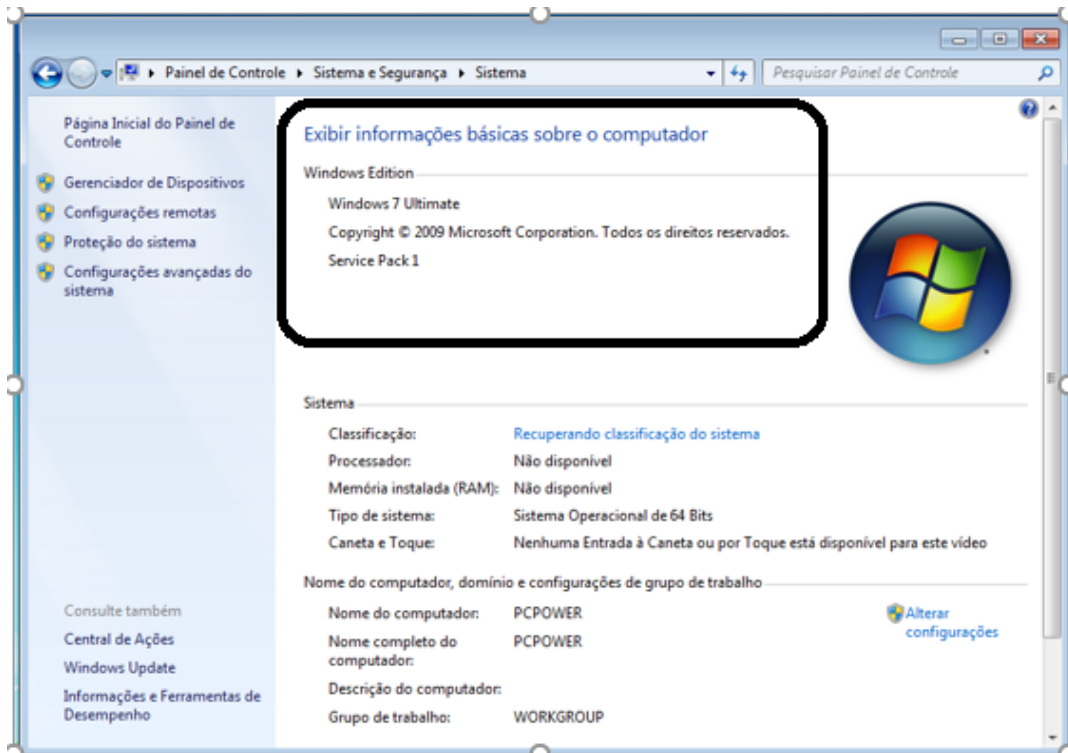 Painel de Controle ▸ Sistema e Segurança ▸ Sistema
Pesquisar Painel de Controle
Página Inicial do Painel de
Controle
Gerenciador de Dispositivos
Configurações remotas
Proteção do sistema
Configurações avançadas do
sistema
Exibir informações básicas sobre o computador
Windows Edition
Windows 7 Ultimate
Copyright © 2009 Microsoft Corporation. Todos os direitos reservados.
Service Pack 1
Sistema
Classificação: Recuperando classificação do sistema
Processador: Não disponível
Memória instalada (RAM): Não disponível
Tipo de sistema: Sistema Operacional de 64 Bits
Caneta e Toque: Nenhuma Entrada à Caneta ou por Toque está disponível para este vídeo
Nome do computador, domínio e configurações de grupo de trabalho
Nome do computador: PCPOWER
Nome completo do PCPOWER
computador:
Descrição do computador:
Grupo de trabalho: WORKGROUP
Alterar
configurações
Consulte também
Central de Ações
Windows Update
Informações e Ferramentas de
Desempenho